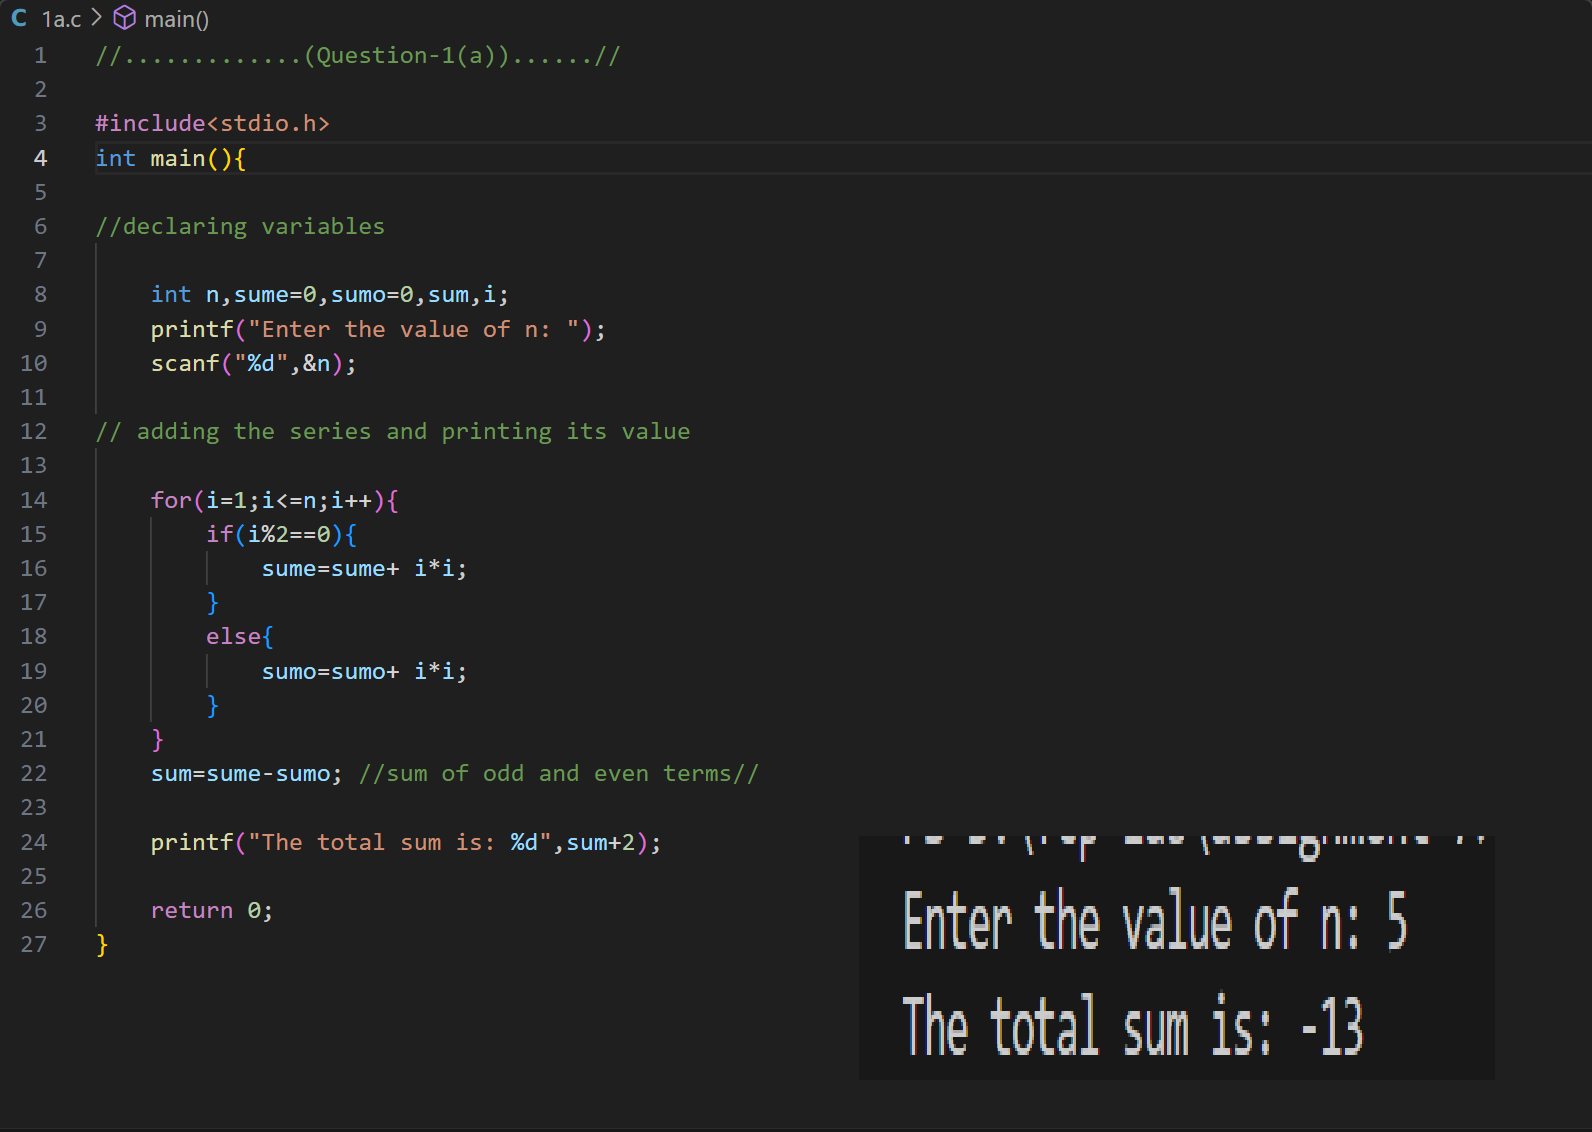 C 1a.c > main()
1 //.............(Question-1(a))......//
2
3 #include<stdio.h>
4 int main(){
5
6 //declaring variables
7
8     int n,sume=0,sumo=0,sum,i;
9     printf("Enter the value of n: ");
10     scanf("%d",&n);
11
12 // adding the series and printing its value
13
14     for(i=1;i<=n;i++){
15         if(i%2==0){
16             sume=sume+ i*i;
17         }
18         else{
19             sumo=sumo+ i*i;
20         }
21     }
22     sum=sume-sumo; //sum of odd and even terms//
23
24     printf("The total sum is: %d",sum+2);
25
26     return 0;
27 }
Enter the value of n: 5
The total sum is: -13